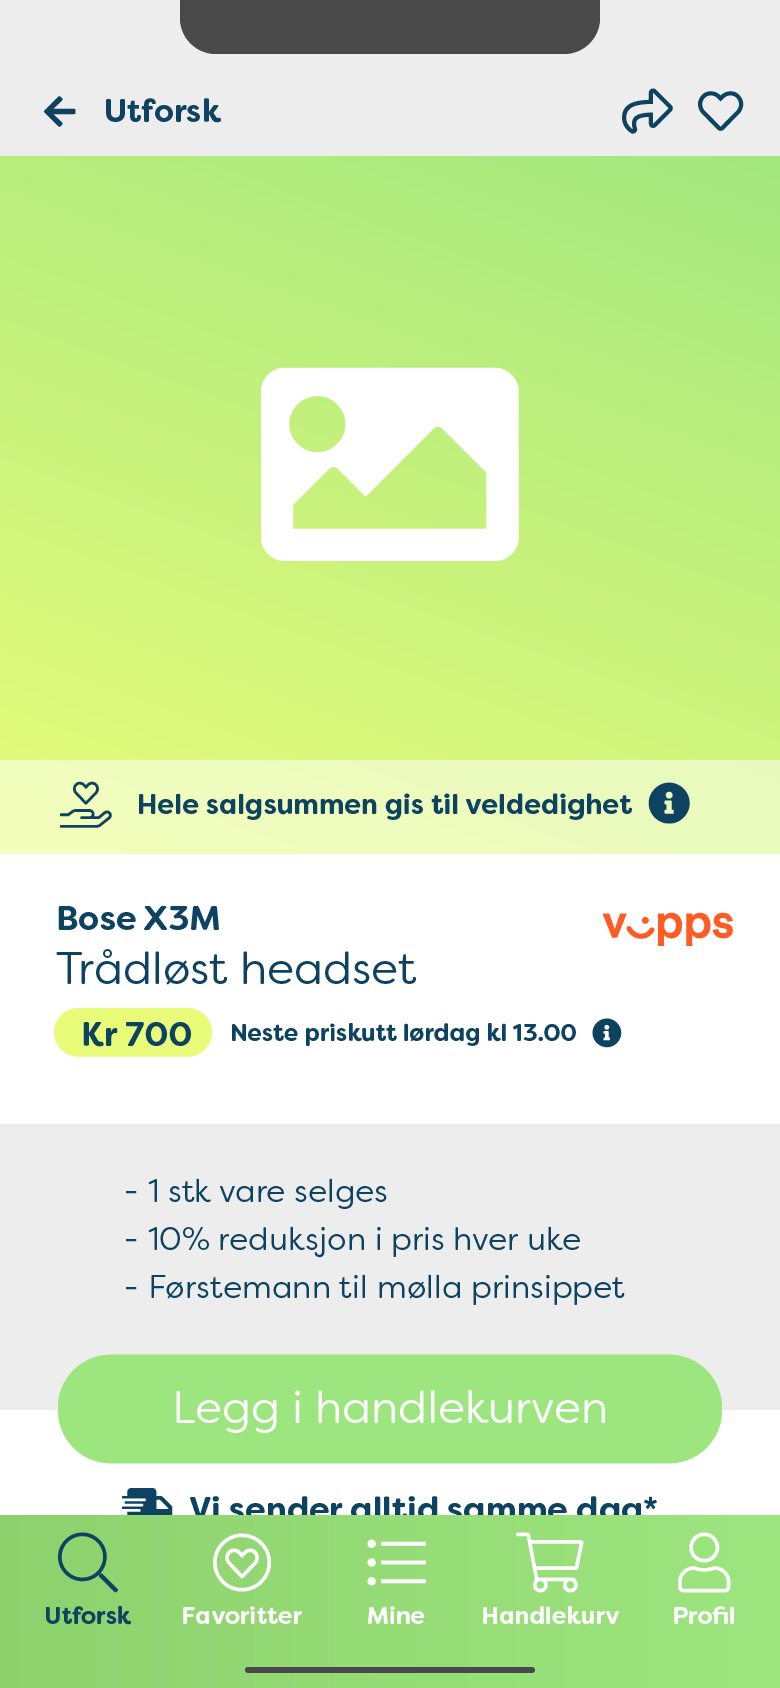 Utforsk
Hele salgsummen gis til veldedighet
Bose X3M
vipps
Trådløst headset
Kr 700
Neste priskutt lørdag kl 13.00
- 1 stk vare selges
- 10% reduksjon i pris hver uke
- Førstemann til mølla prinsippet
Legg i handlekurven
Vi sender alltid samme dag*
Utforsk
Favoritter
Mine
Handlekurv
Profil